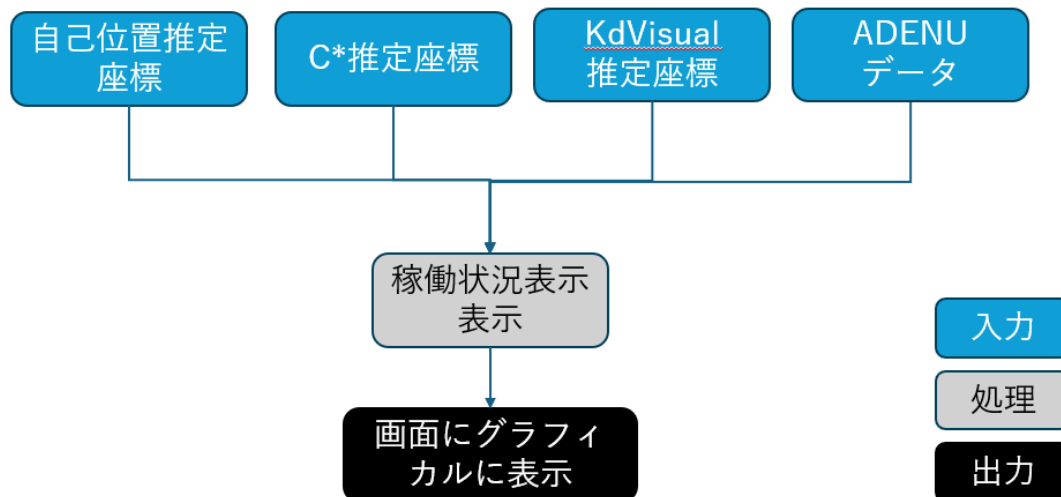 自己位置推定
座標
C*推定座標
KdVisual
推定座標
ADENU
データ
稼働状況表示
表示
画面にグラフィ
カルに表示
入力
処理
出力